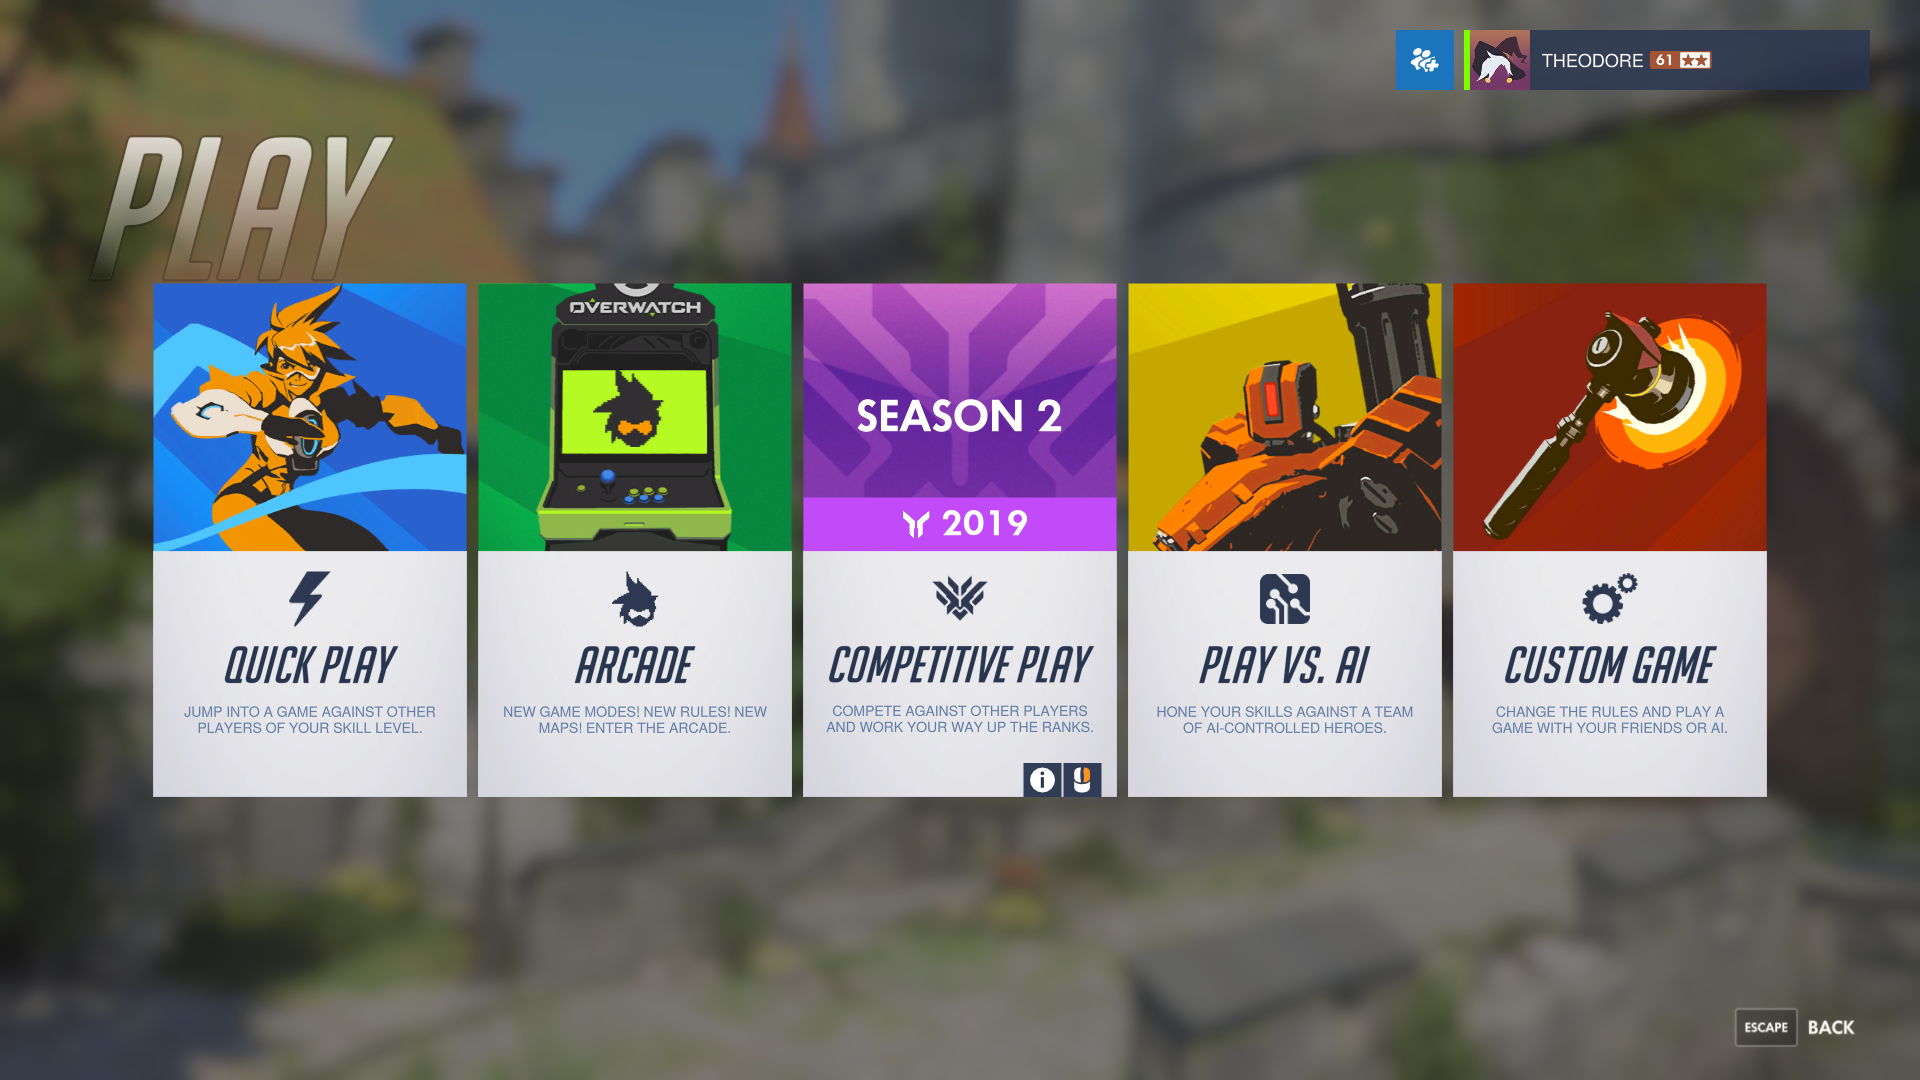 THEODORE 61
PLAY
OVERWATCH
SEASON 2
2019
QUICK PLAY
JUMP INTO A GAME AGAINST OTHER
PLAYERS OF YOUR SKILL LEVEL.
ARCADE
NEW GAME MODES! NEW RULES! NEW
MAPS! ENTER THE ARCADE.
COMPETITIVE PLAY
COMPETE AGAINST OTHER PLAYERS
AND WORK YOUR WAY UP THE RANKS.
PLAY VS. AI
HONE YOUR SKILLS AGAINST A TEAM
OF AI-CONTROLLED HEROES.
CUSTOM GAME
CHANGE THE RULES AND PLAY A
GAME WITH YOUR FRIENDS OR AI.
ESCAPE BACK